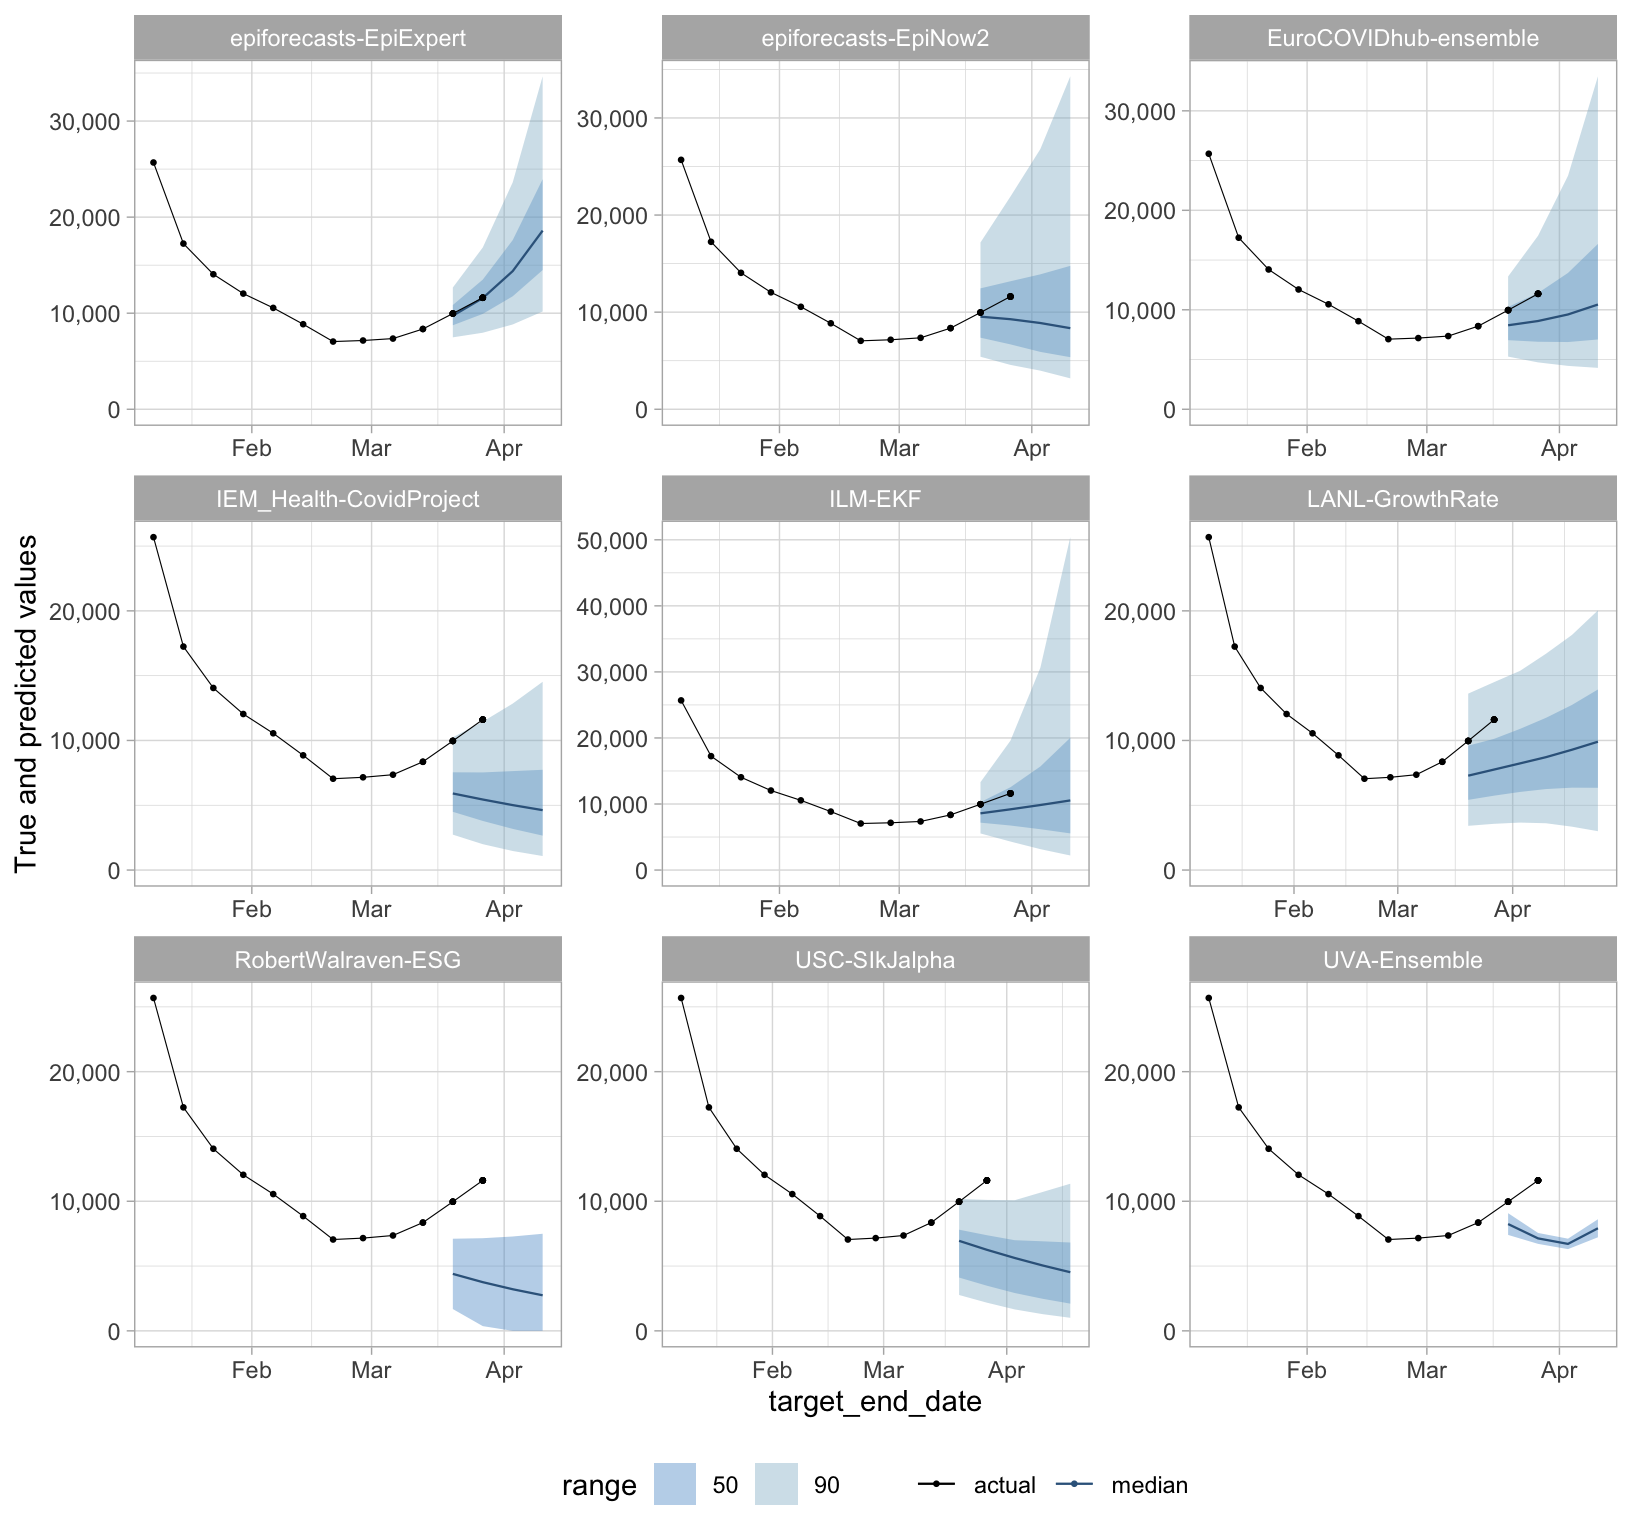 epiforecasts-EpiExpert epiforecasts-EpiNow2 EuroCOVIDhub-ensemble
30,000 30,000 30,000
20,000 20,000 20,000
10,000 10,000 10,000
0 0 0
Feb Mar Apr Feb Mar Apr Feb Mar Apr
IEM_Health-CovidProject ILM-EKF LANL-GrowthRate
True and predicted values
50,000
20,000 40,000 20,000
30,000
10,000 20,000 10,000
10,000
0 0 0
Feb Mar Apr Feb Mar Apr Feb Mar Apr
RobertWalraven-ESG USC-SIkJalpha UVA-Ensemble
20,000 20,000 20,000
10,000 10,000 10,000
0 0 0
Feb Mar Apr Feb Mar Apr Feb Mar Apr
target_end_date
range 50 90 actual median